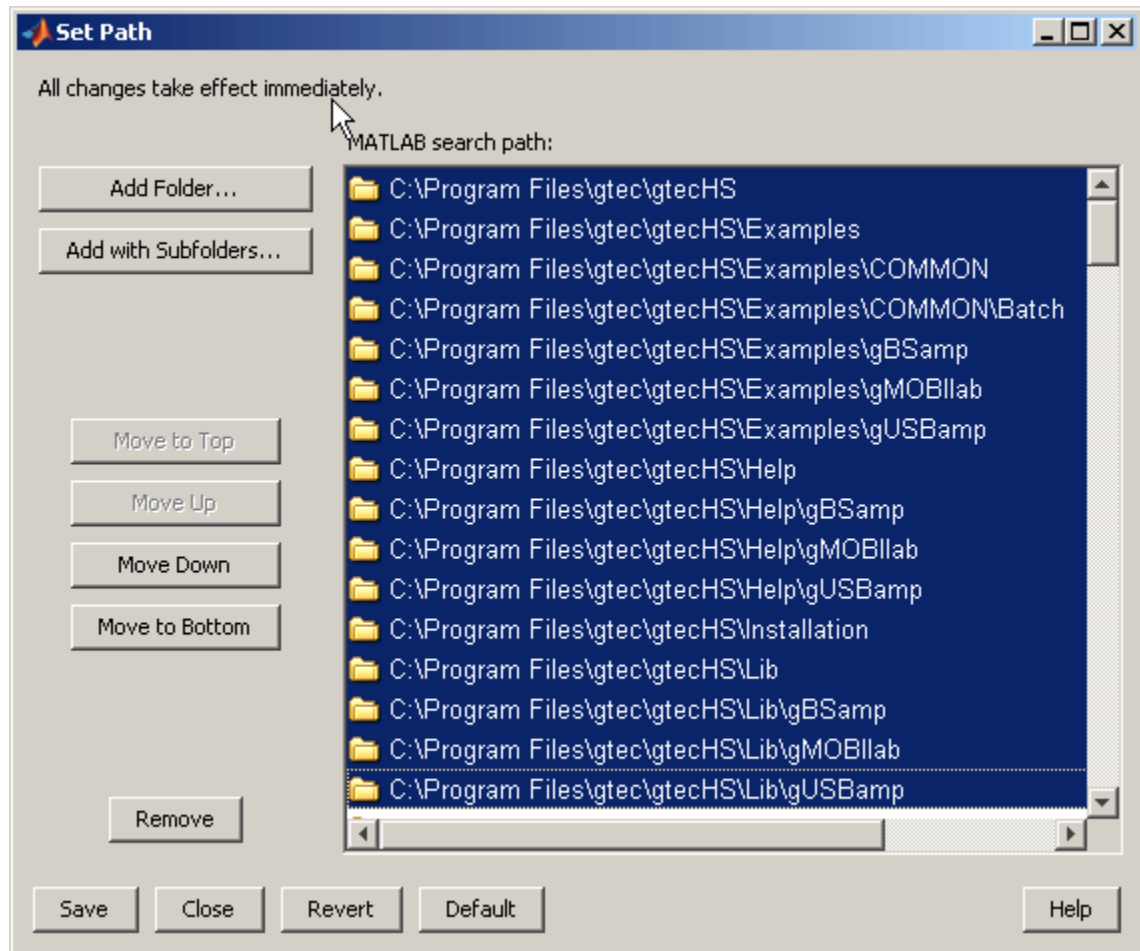 Set Path
All changes take effect immediately.
MATLAB search path:
Add Folder...
Add with Subfolders...
Move to Top
Move Up
Move Down
Move to Bottom
Remove
C:\Program Files\gtec\gtecHS
C:\Program Files\gtec\gtecHS\Examples
C:\Program Files\gtec\gtecHS\Examples\COMMON
C:\Program Files\gtec\gtecHS\Examples\COMMON\Batch
C:\Program Files\gtec\gtecHS\Examples\gBSamp
C:\Program Files\gtec\gtecHS\Examples\gMOBIlab
C:\Program Files\gtec\gtecHS\Examples\gUSBamp
C:\Program Files\gtec\gtecHS\Help
C:\Program Files\gtec\gtecHS\Help\gBSamp
C:\Program Files\gtec\gtecHS\Help\gMOBIlab
C:\Program Files\gtec\gtecHS\Help\gUSBamp
C:\Program Files\gtec\gtecHS\Installation
C:\Program Files\gtec\gtecHS\Lib
C:\Program Files\gtec\gtecHS\Lib\gBSamp
C:\Program Files\gtec\gtecHS\Lib\gMOBIlab
C:\Program Files\gtec\gtecHS\Lib\gUSBamp
Save Close Revert Default Help